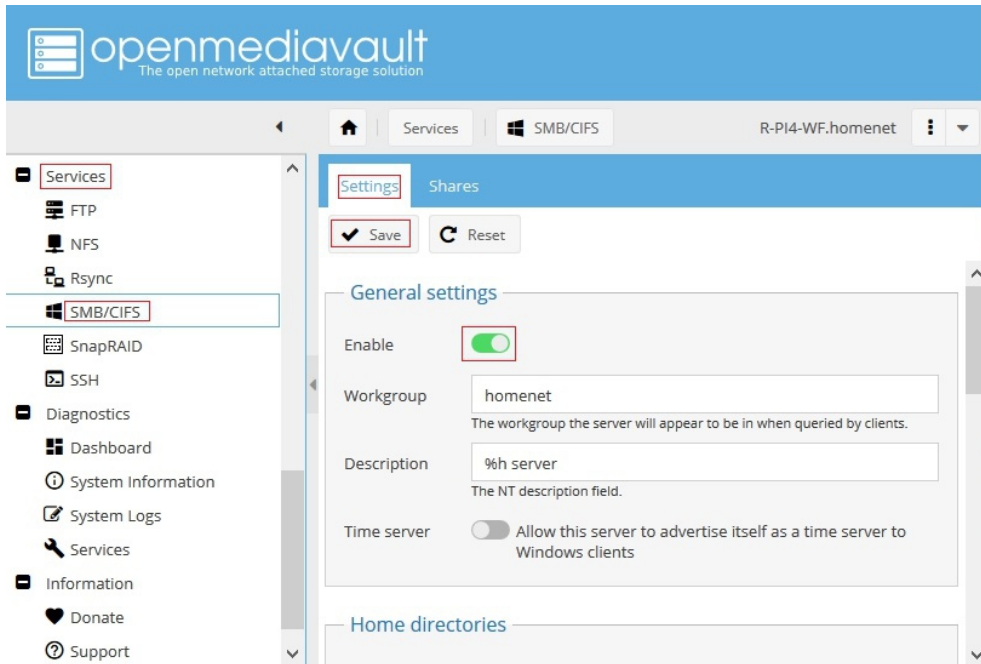 openmediavault
The open network attached storage solution
Services
SMB/CIFS
R-PI4-WF.homenet
Services
FTP
NFS
Rsync
SMB/CIFS
SnapRAID
SSH
Diagnostics
Dashboard
System Information
System Logs
Services
Information
Donate
Support
Settings
Shares
Save
Reset
General settings
Enable
Workgroup
homenet
The workgroup the server will appear to be in when queried by clients.
Description
%h server
The NT description field.
Time server
Allow this server to advertise itself as a time server to
Windows clients
Home directories